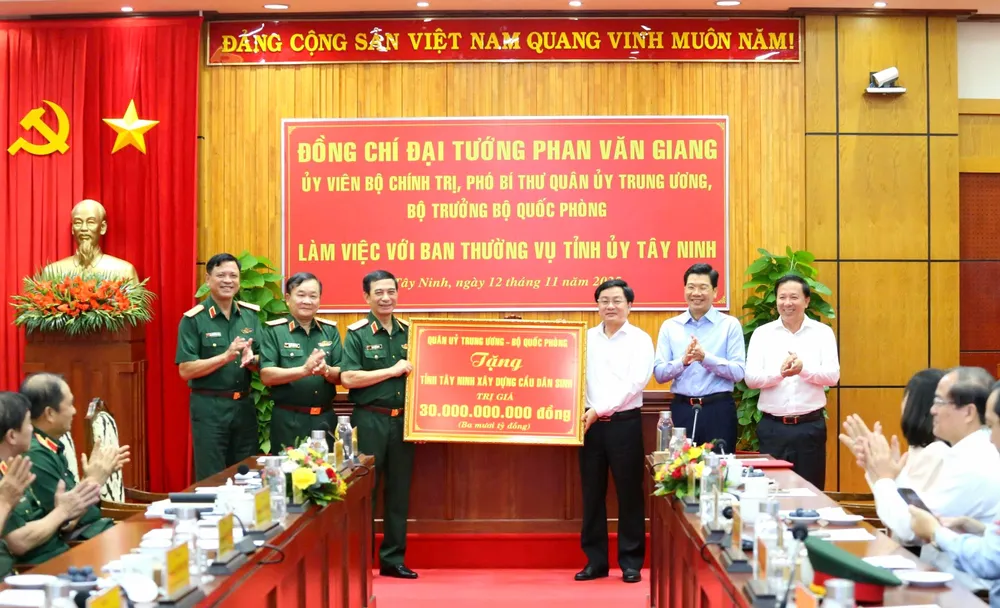 ĐẢNG CỘNG SẢN VIỆT NAM QUANG VINH MUÔN NĂM!
ĐỒNG CHÍ ĐẠI TƯỚNG PHAN VĂN GIANG
ỦY VIÊN BỘ CHÍNH TRỊ, PHÓ BÍ THƯ QUÂN ỦY TRUNG ƯƠNG,
BỘ TRƯỞNG BỘ QUỐC PHÒNG
LÀM VIỆC VỚI BAN THƯỜNG VỤ TỈNH ỦY TÂY NINH
Tây Ninh, ngày 12 tháng 11 năm
QUÂN UỶ TRUNG ƯƠNG - BỘ QUỐC PHÒNG
Tặng
TỈNH TÂY NINH XÂY DỰNG CẦU DÂN SINH
TRỊ GIÁ
30.000.000.000 đồng
(Ba mươi tỷ đồng)